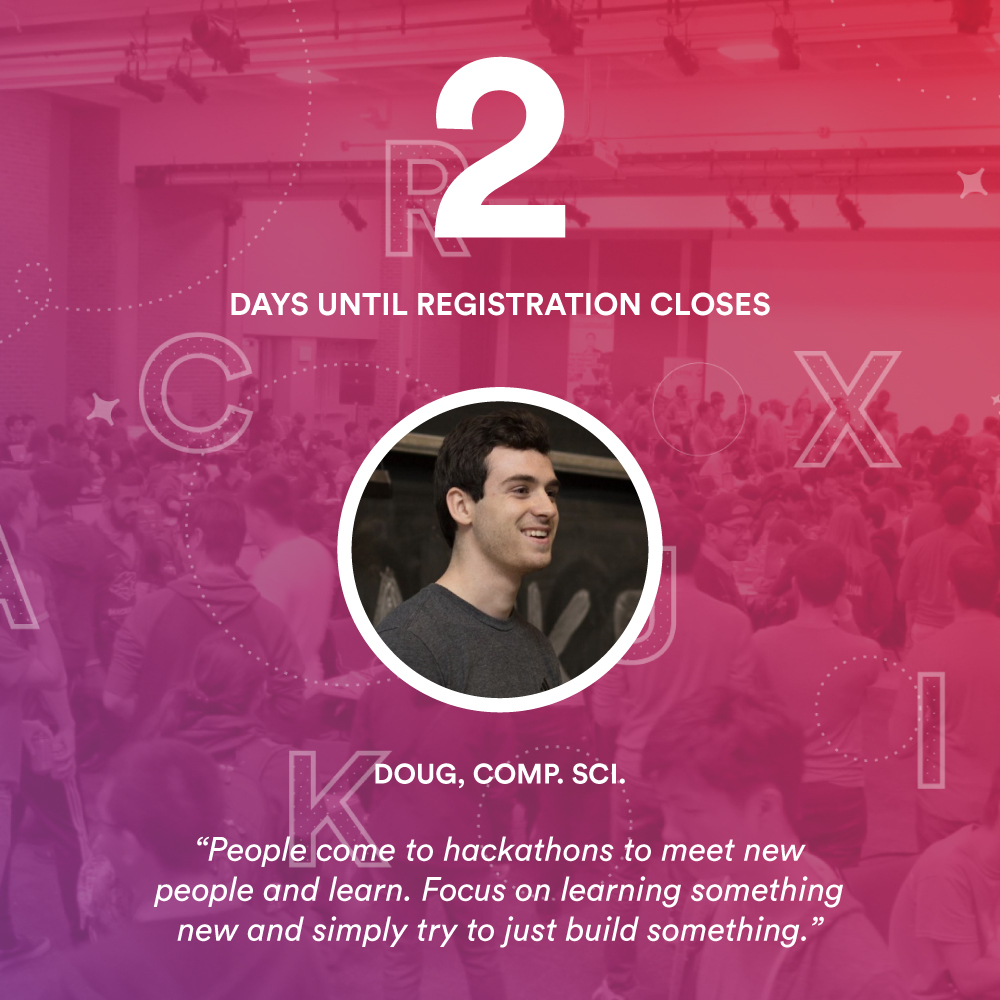 2
R
DAYS UNTIL REGISTRATION CLOSES
C
X
A
U
I
DOUG, COMP. SCI.
K
“People come to hackathons to meet new
people and learn. Focus on learning something
new and simply try to just build something.”